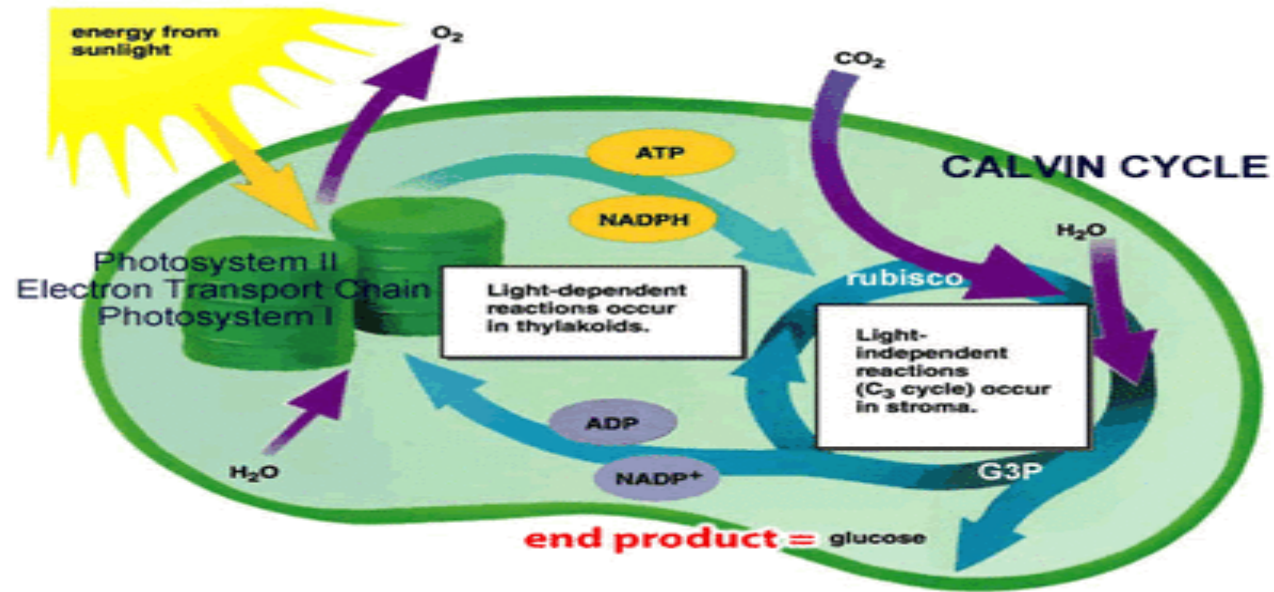 energy from
sunlight
O₂
CO₂
ATP
CALVIN CYCLE
NADPH
H₂O
Photosystem II
Electron Transport Chain
Photosystem I
rubisco
Light-dependent
reactions occur
in thylakoids.
Light-
independent
reactions
(C₃ cycle) occur
in stroma.
ADP
H₂O
NADP⁺
G3P
end product = glucose